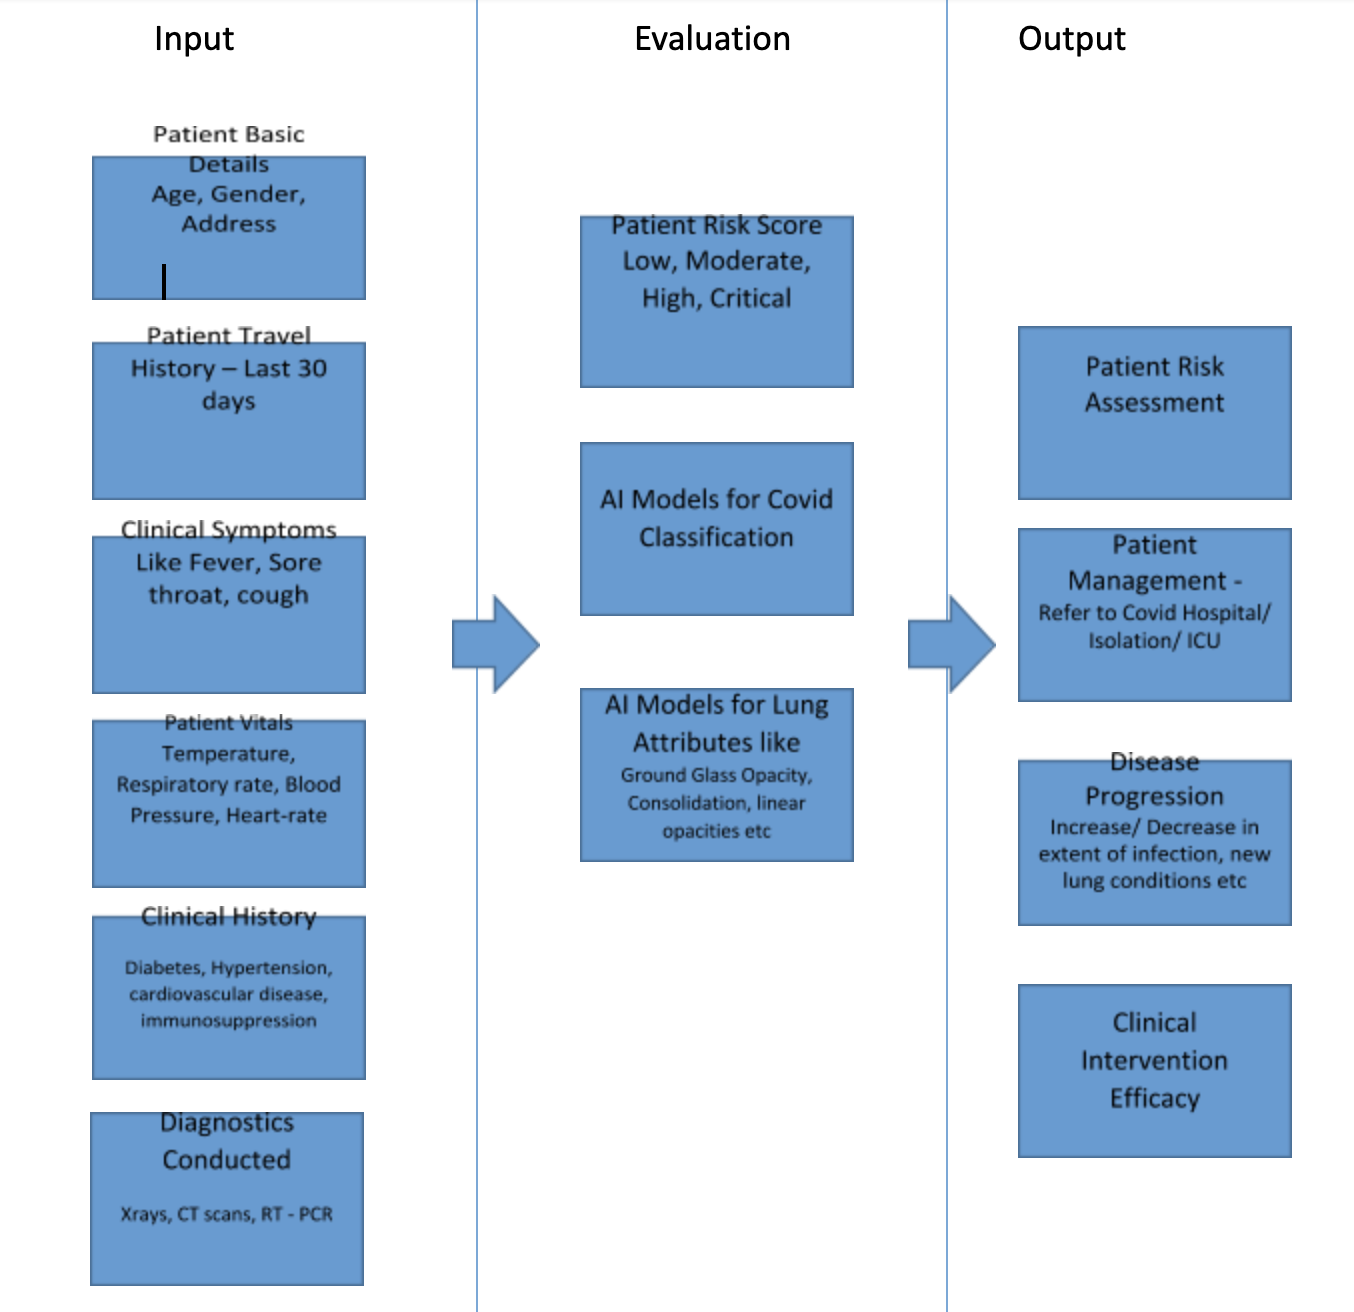 Input
Patient Basic
Details
Age, Gender,
Address
Patient Travel
History – Last 30
days
Clinical Symptoms
Like Fever, Sore
throat, cough
Patient Vitals
Temperature,
Respiratory rate, Blood
Pressure, Heart-rate
Clinical History
Diabetes, Hypertension,
cardiovascular disease,
immunosuppression
Diagnostics
Conducted
Xrays, CT scans, RT - PCR
Evaluation
Patient Risk Score
Low, Moderate,
High, Critical
AI Models for Covid
Classification
AI Models for Lung
Attributes like
Ground Glass Opacity,
Consolidation, linear
opacities etc
Output
Patient Risk
Assessment
Patient
Management -
Refer to Covid Hospital/
Isolation/ ICU
Disease
Progression
Increase/ Decrease in
extent of infection, new
lung conditions etc
Clinical
Intervention
Efficacy